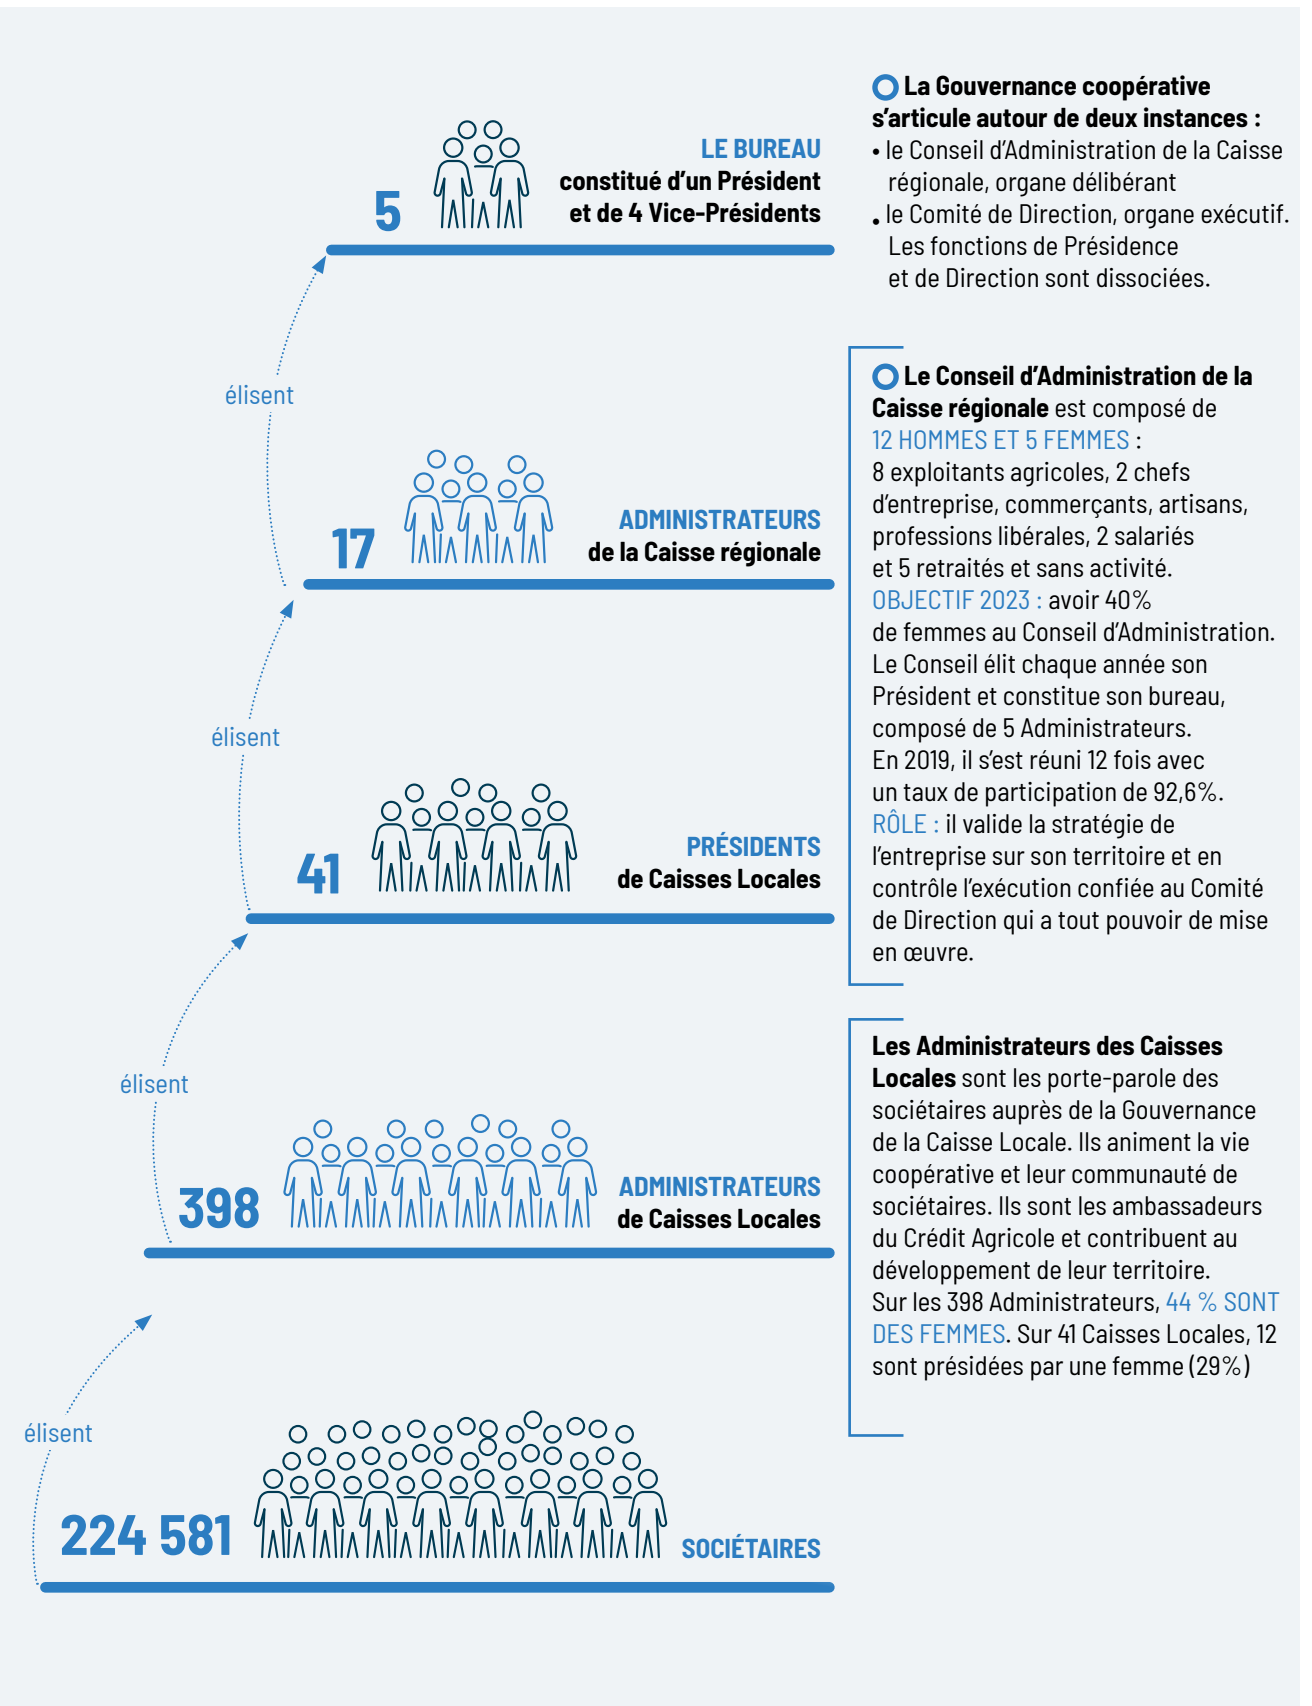 5
LE BUREAU
constitué d'un Président
et de 4 Vice-Présidents
élisent
17
ADMINISTRATEURS
de la Caisse régionale
élisent
41
PRÉSIDENTS
de Caisses Locales
élisent
398
ADMINISTRATEURS
de Caisses Locales
élisent
224 581
SOCIÉTAIRES
La Gouvernance coopérative
s'articule autour de deux instances :
• le Conseil d'Administration de la Caisse
régionale, organe délibérant
• le Comité de Direction, organe exécutif.
Les fonctions de Présidence
et de Direction sont dissociées.
Le Conseil d'Administration de la
Caisse régionale est composé de
12 HOMMES ET 5 FEMMES :
8 exploitants agricoles, 2 chefs
d'entreprise, commerçants, artisans,
professions libérales, 2 salariés
et 5 retraités et sans activité.
OBJECTIF 2023 : avoir 40%
de femmes au Conseil d'Administration.
Le Conseil élit chaque année son
Président et constitue son bureau,
composé de 5 Administrateurs.
En 2019, il s'est réuni 12 fois avec
un taux de participation de 92,6%.
RÔLE : il valide la stratégie de
l'entreprise sur son territoire et en
contrôle l'exécution confiée au Comité
de Direction qui a tout pouvoir de mise
en œuvre.
Les Administrateurs des Caisses
Locales sont les porte-parole des
sociétaires auprès de la Gouvernance
de la Caisse Locale. Ils animent la vie
coopérative et leur communauté de
sociétaires. Ils sont les ambassadeurs
du Crédit Agricole et contribuent au
développement de leur territoire.
Sur les 398 Administrateurs, 44 % SONT
DES FEMMES. Sur 41 Caisses Locales, 12
sont présidées par une femme (29%)